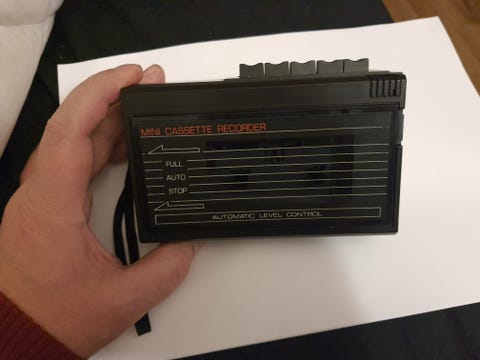 MINI CASSETTE RECORDER
FULL
AUTO
STOP
AUTOMATIC LEVEL CONTROL